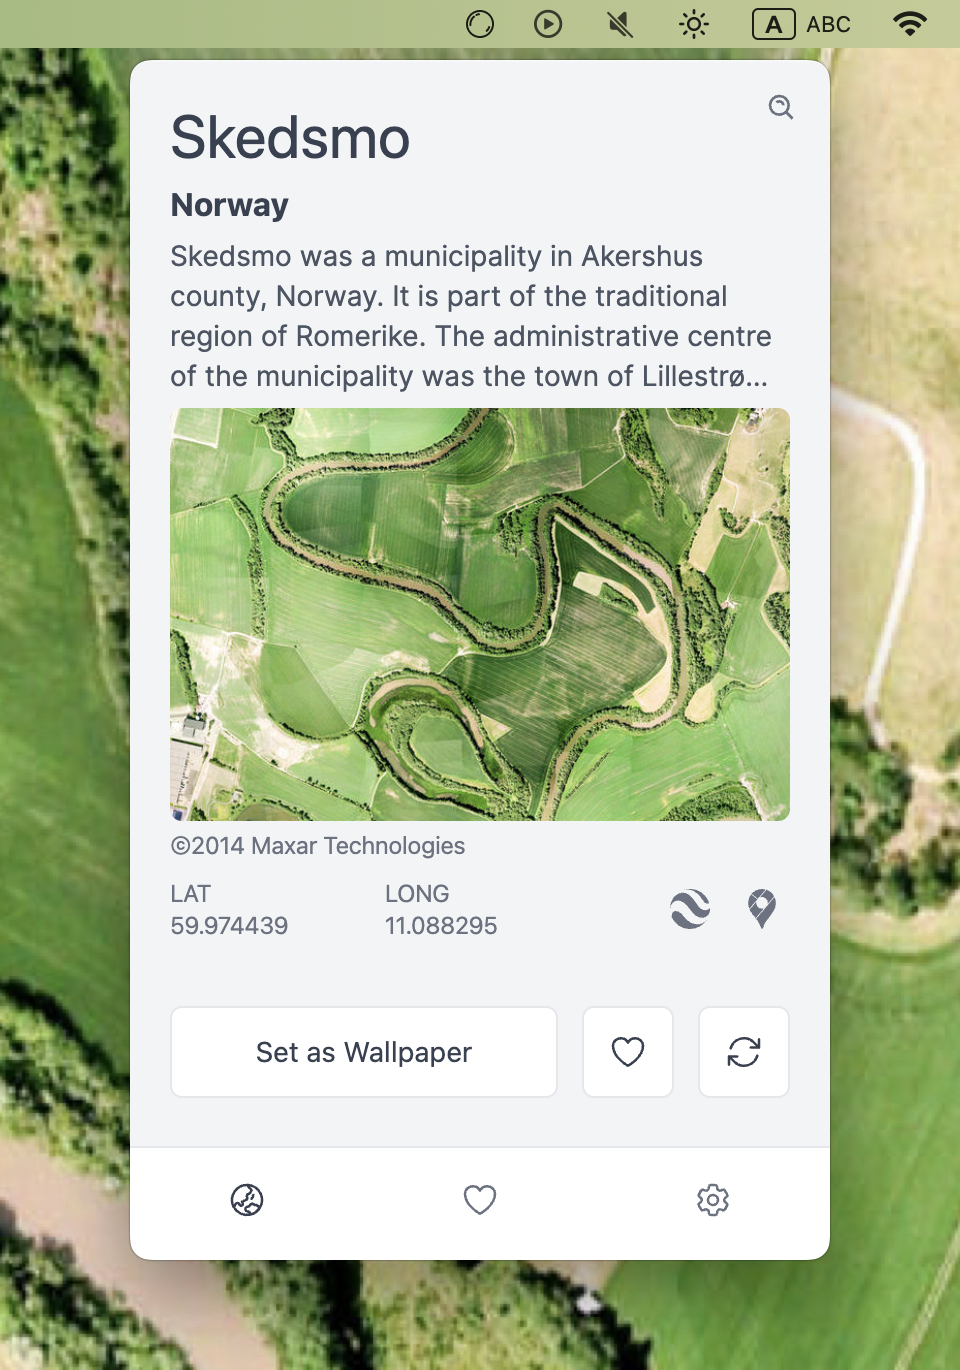 A ABC
Skedsmo
Norway
Skedsmo was a municipality in Akershus
county, Norway. It is part of the traditional
region of Romerike. The administrative centre
of the municipality was the town of Lillestrø...
©2014 Maxar Technologies
LAT LONG
59.974439 11.088295
Set as Wallpaper